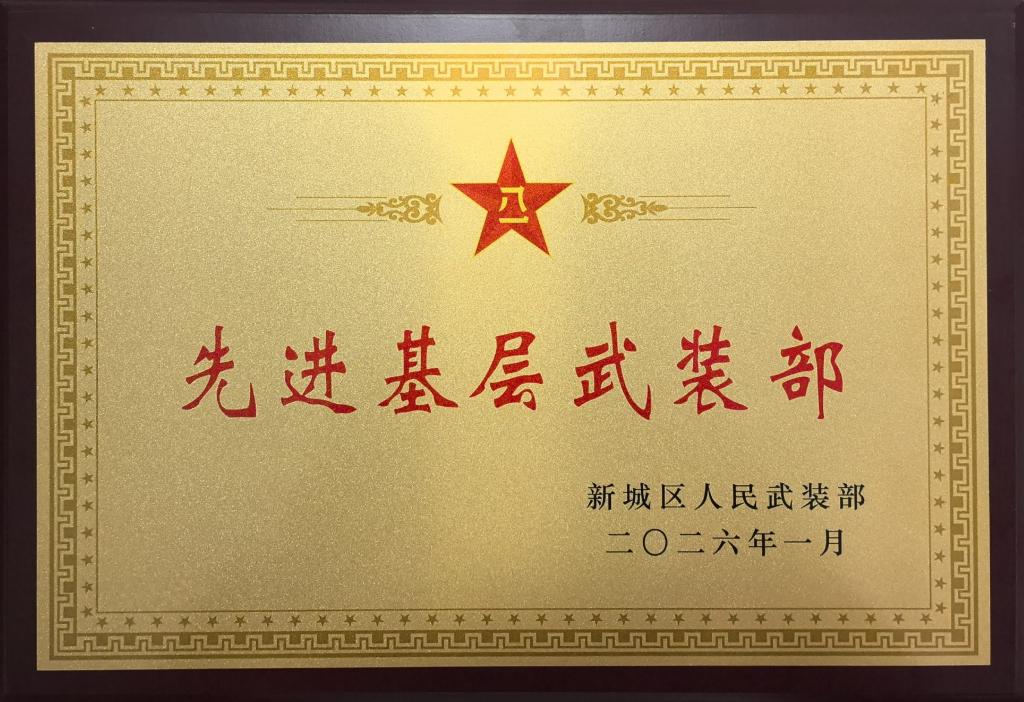 八一
先进基层武装部
新城区人民武装部
二〇二六年一月